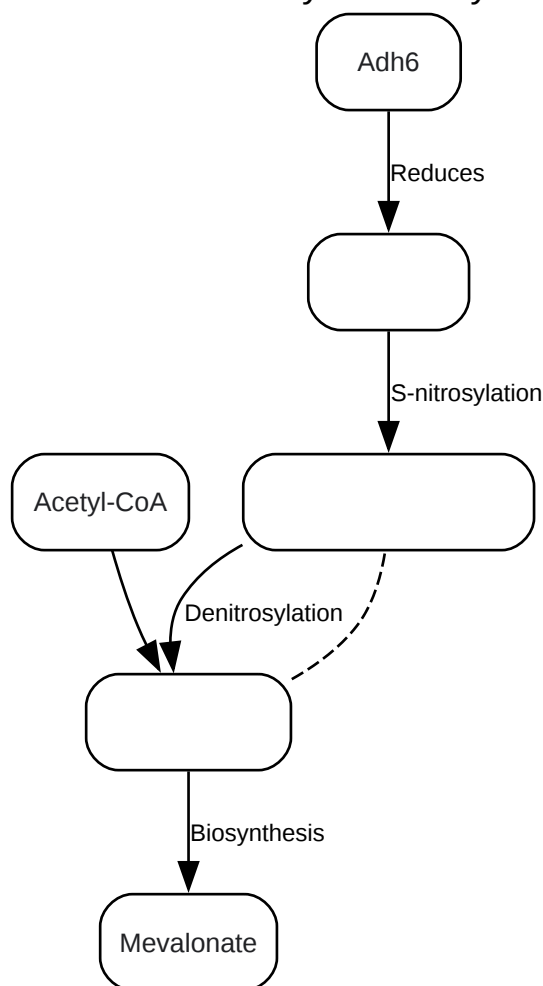 Adh6
Reduces
S-nitrosylation
Acetyl-CoA
Denitrosylation
Biosynthesis
Mevalonate